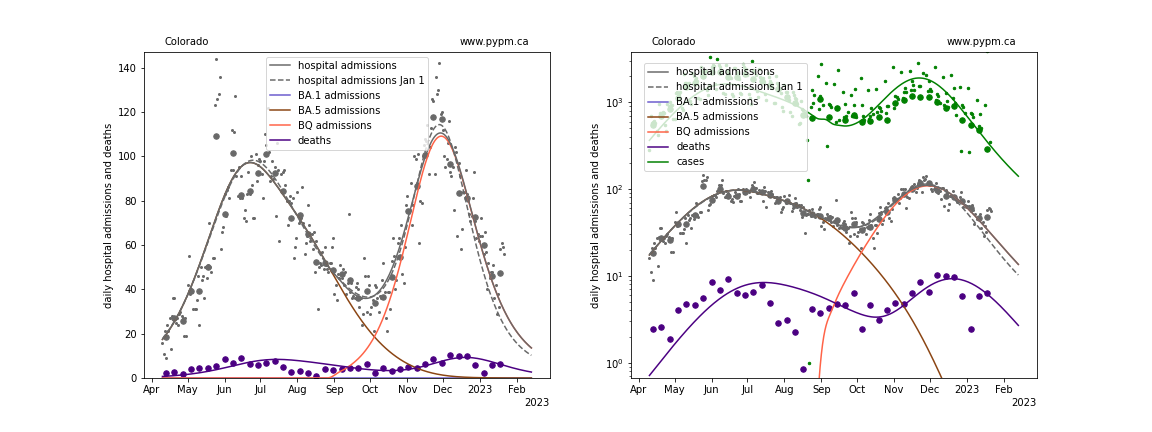 Colorado
www.pypm.ca
daily hospital admissions and deaths
140
120
100
80
60
40
20
0
hospital admissions
hospital admissions Jan 1
BA.1 admissions
BA.5 admissions
BQ admissions
deaths
Apr May Jun Jul Aug Sep Oct Nov Dec 2023 Feb
2023
Colorado
www.pypm.ca
daily hospital admissions and deaths
10³
10²
10¹
10⁰
hospital admissions
hospital admissions Jan 1
BA.1 admissions
BA.5 admissions
BQ admissions
deaths
cases
Apr May Jun Jul Aug Sep Oct Nov Dec 2023 Feb
2023